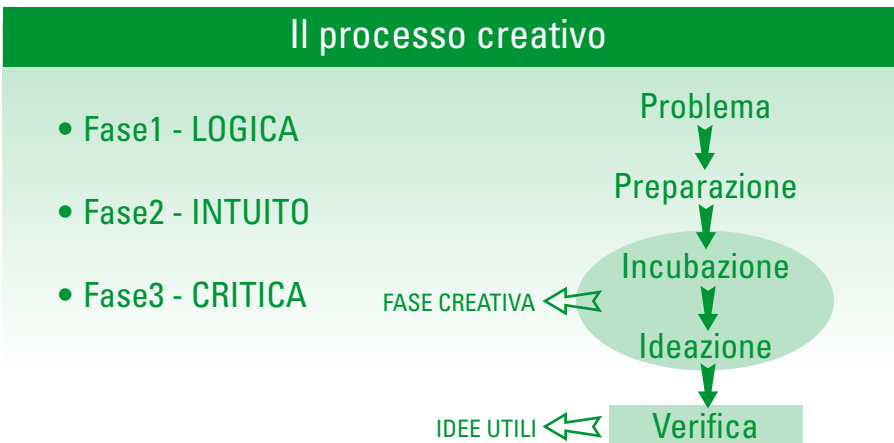 Il processo creativo
• Fase1 - LOGICA
• Fase2 - INTUITO
• Fase3 - CRITICA
Problema
Preparazione
Incubazione
FASE CREATIVA
Ideazione
IDEE UTILI
Verifica